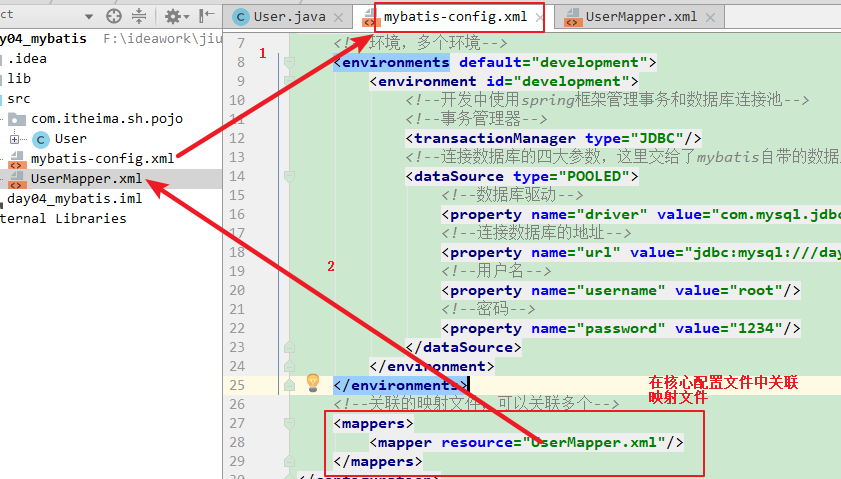 ct
User.java
mybatis-config.xml
UserMapper.xml
y04_mybatis F:\ideawork\jiu
.idea
lib
src
com.itheima.sh.pojo
User
mybatis-config.xml
UserMapper.xml
day04_mybatis.iml
ternal Libraries
1
2
7 <!--环境，多个环境-->
8 <environments default="development">
9 <environment id="development">
10 <!--开发中使用spring框架管理事务和数据库连接池-->
11 <!--事务管理器-->
12 <transactionManager type="JDBC"/>
13 <!--连接数据库的四大参数，这里交给了mybatis自带的数据
14 <dataSource type="POOLED">
15 <!--数据库驱动-->
16 <property name="driver" value="com.mysql.jdbc
17 <!--连接数据库的地址-->
18 <property name="url" value="jdbc:mysql:///day
19 <!--用户名-->
20 <property name="username" value="root"/>
21 <!--密码-->
22 <property name="password" value="1234"/>
23 </dataSource>
24 </environment>
25 </environments>
在核心配置文件中关联
映射文件
26 <!--关联的映射文件，可以关联多个-->
27 <mappers>
28 <mapper resource="UserMapper.xml"/>
29 </mappers>